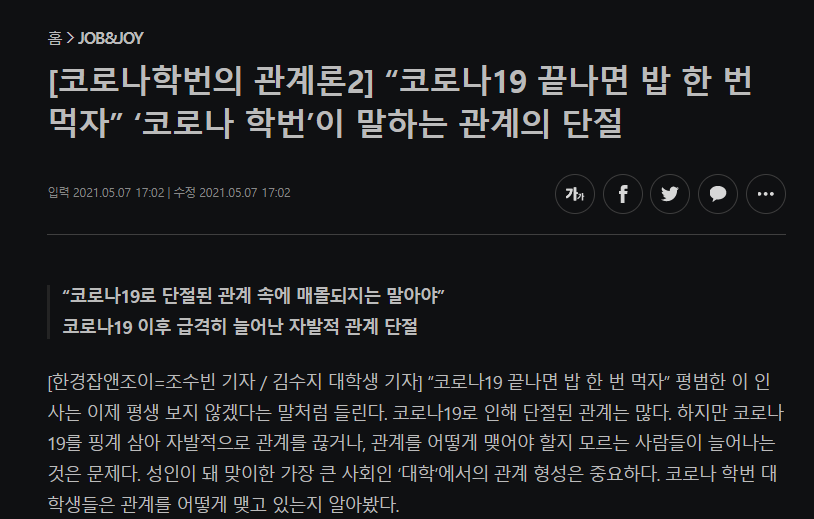 홈 > JOB&JOY
[코로나학번의 관계론2] “코로나19 끝나면 밥 한 번
먹자” ‘코로나 학번’이 말하는 관계의 단절
입력 2021.05.07 17:02 | 수정 2021.05.07 17:02
가가
“코로나19로 단절된 관계 속에 매몰되지는 말아야”
코로나19 이후 급격히 늘어난 자발적 관계 단절
[한경잡앤조이=조수빈 기자 / 김수지 대학생 기자] “코로나19 끝나면 밥 한 번 먹자” 평범한 이 인
사는 이제 평생 보지 않겠다는 말처럼 들린다. 코로나19로 인해 단절된 관계는 많다. 하지만 코로나
19를 핑계 삼아 자발적으로 관계를 끊거나, 관계를 어떻게 맺어야 할지 모르는 사람들이 늘어나는
것은 문제다. 성인이 돼 맞이한 가장 큰 사회인 ‘대학’에서의 관계 형성은 중요하다. 코로나 학번 대
학생들은 관계를 어떻게 맺고 있는지 알아봤다.